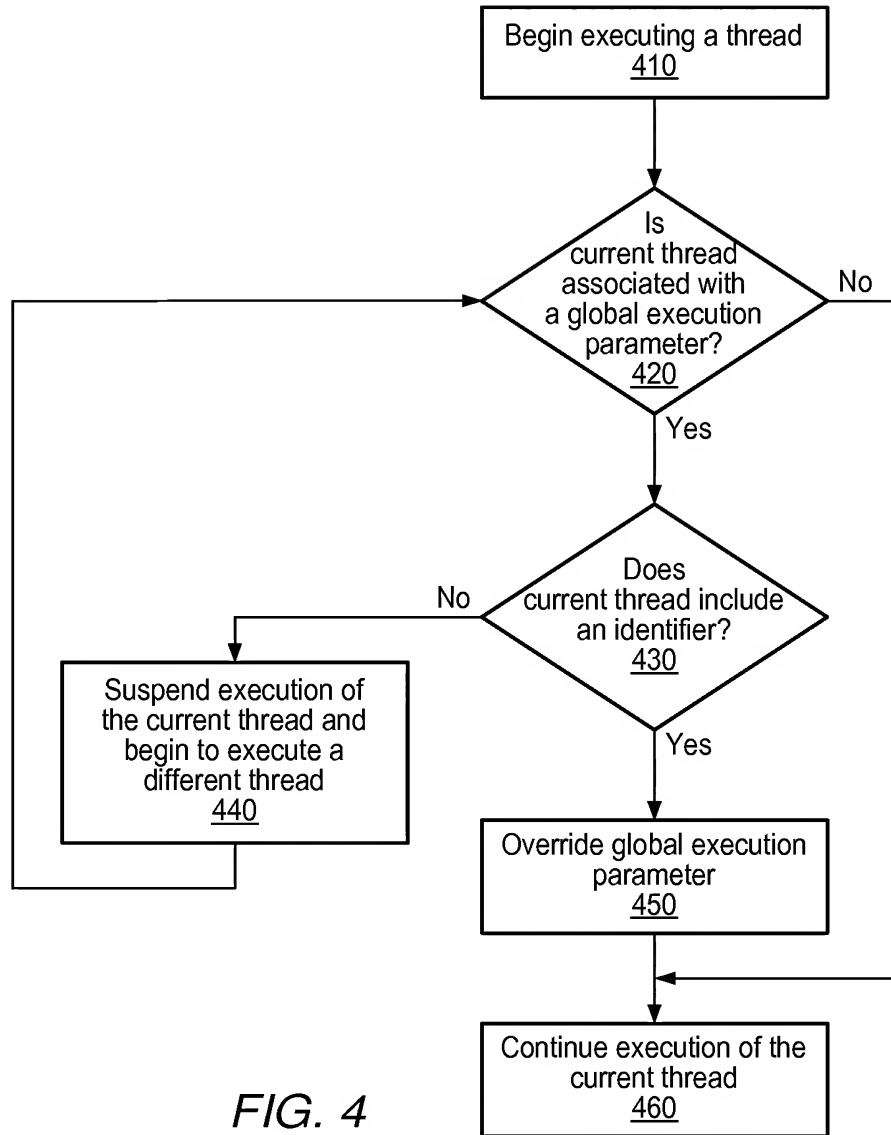 Begin executing a thread
410
Is
current thread
associated with
a global execution
parameter?
420
No
Yes
Does
current thread include
an identifier?
430
No
Yes
Suspend execution of
the current thread and
begin to execute a
different thread
440
Override global execution
parameter
450
Continue execution of the
current thread
460
FIG. 4